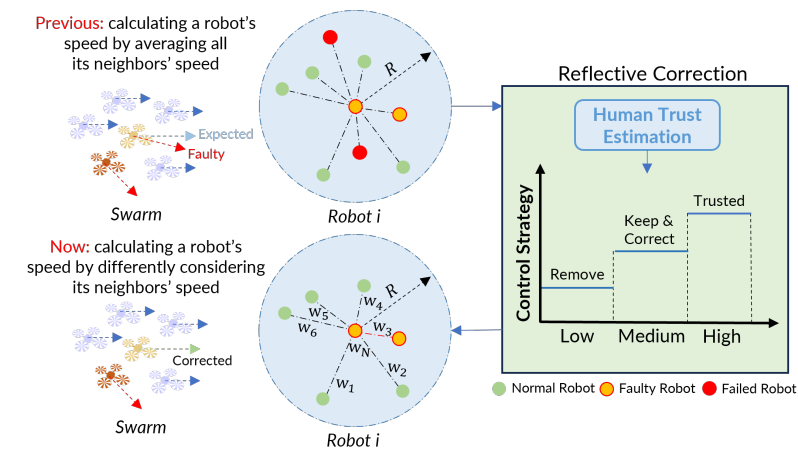 Previous: calculating a robot's
speed by averaging all
its neighbors' speed
Expected
Faulty
Swarm
R
Robot i
Now: calculating a robot's
speed by differently considering
its neighbors' speed
Corrected
Swarm
R
w4
w5
w6
w3
wN
w2
w1
Robot i
Reflective Correction
Human Trust
Estimation
Control Strategy
Trusted
Keep &
Correct
Remove
Low Medium High
Normal Robot Faulty Robot Failed Robot